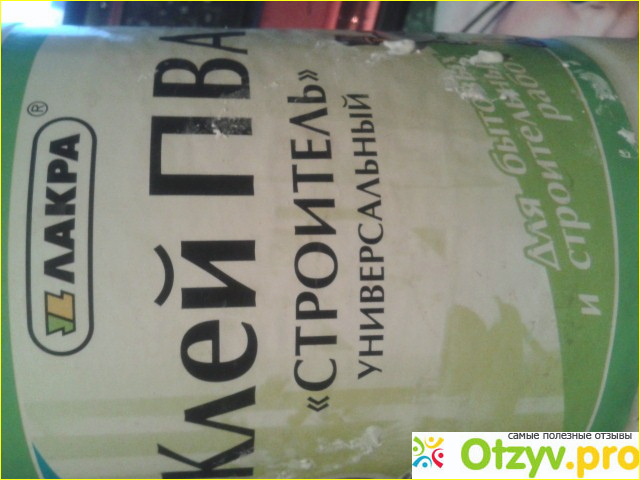 ЛАКРА ®
Клей ПВА
«СТРОИТЕЛЬ»
УНИВЕРСАЛЬНЫЙ
для бытовых
и строительных
работ
самые полезные отзывы
Otzyv.pro